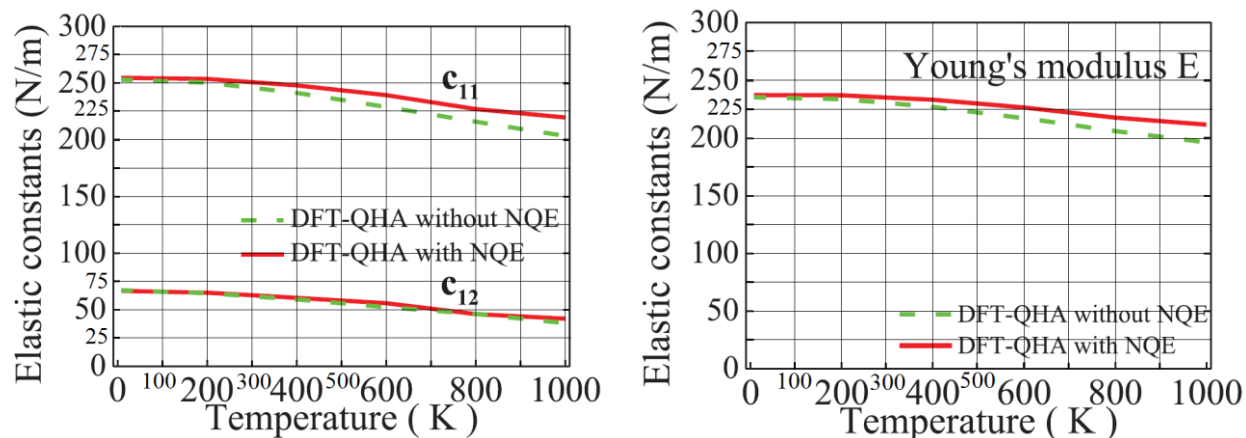 Elastic constants (N/m)
300
275
250
225
200
150
100
75
50
25
0
c11
DFT-QHA without NQE
DFT-QHA with NQE
c12
0 100 200 300 400 500 600 800 1000
Temperature ( K )
Elastic constants (N/m)
300
275
250
225
200
150
100
50
0
Young's modulus E
DFT-QHA without NQE
DFT-QHA with NQE
0 100 200 300 400 500 600 800 1000
Temperature ( K )